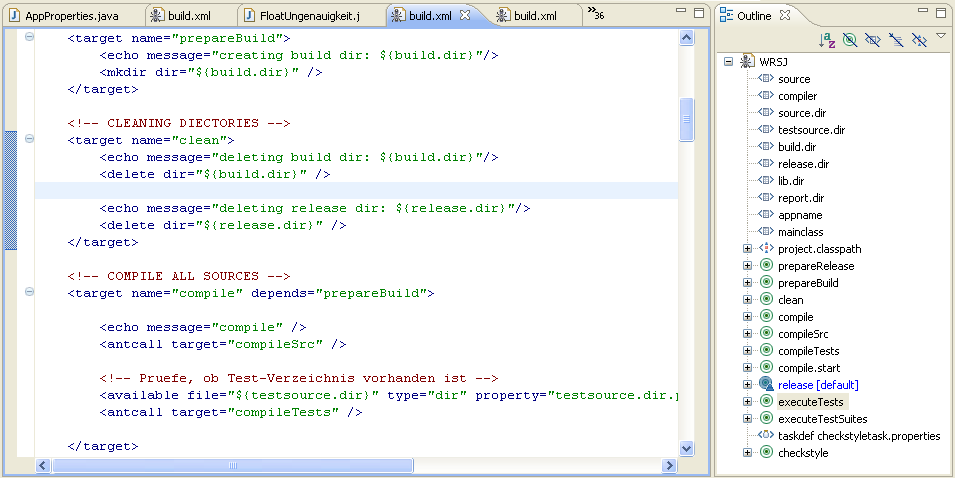 AppProperties.java
build.xml
FloatUngenauigkeit.j
build.xml
build.xml
»36
<target name="prepareBuild">
<echo message="creating build dir: ${build.dir}"/>
<mkdir dir="${build.dir}" />
</target>
<!-- CLEANING DIECTORIES -->
<target name="clean">
<echo message="deleting build dir: ${build.dir}"/>
<delete dir="${build.dir}" />
<echo message="deleting release dir: ${release.dir}"/>
<delete dir="${release.dir}" />
</target>
<!-- COMPILE ALL SOURCES -->
<target name="compile" depends="prepareBuild">
<echo message="compile" />
<antcall target="compileSrc" />
<!-- Pruefe, ob Test-Verzeichnis vorhanden ist -->
<available file="${testsource.dir}" type="dir" property="testsource.dir.p
<antcall target="compileTests" />
</target>
Outline
WRSJ
source
compiler
source.dir
testsource.dir
build.dir
release.dir
lib.dir
report.dir
appname
mainclass
project.classpath
prepareRelease
prepareBuild
clean
compile
compileSrc
compileTests
compile.start
release [default]
executeTests
executeTestSuites
taskdef checkstyletask.properties
checkstyle